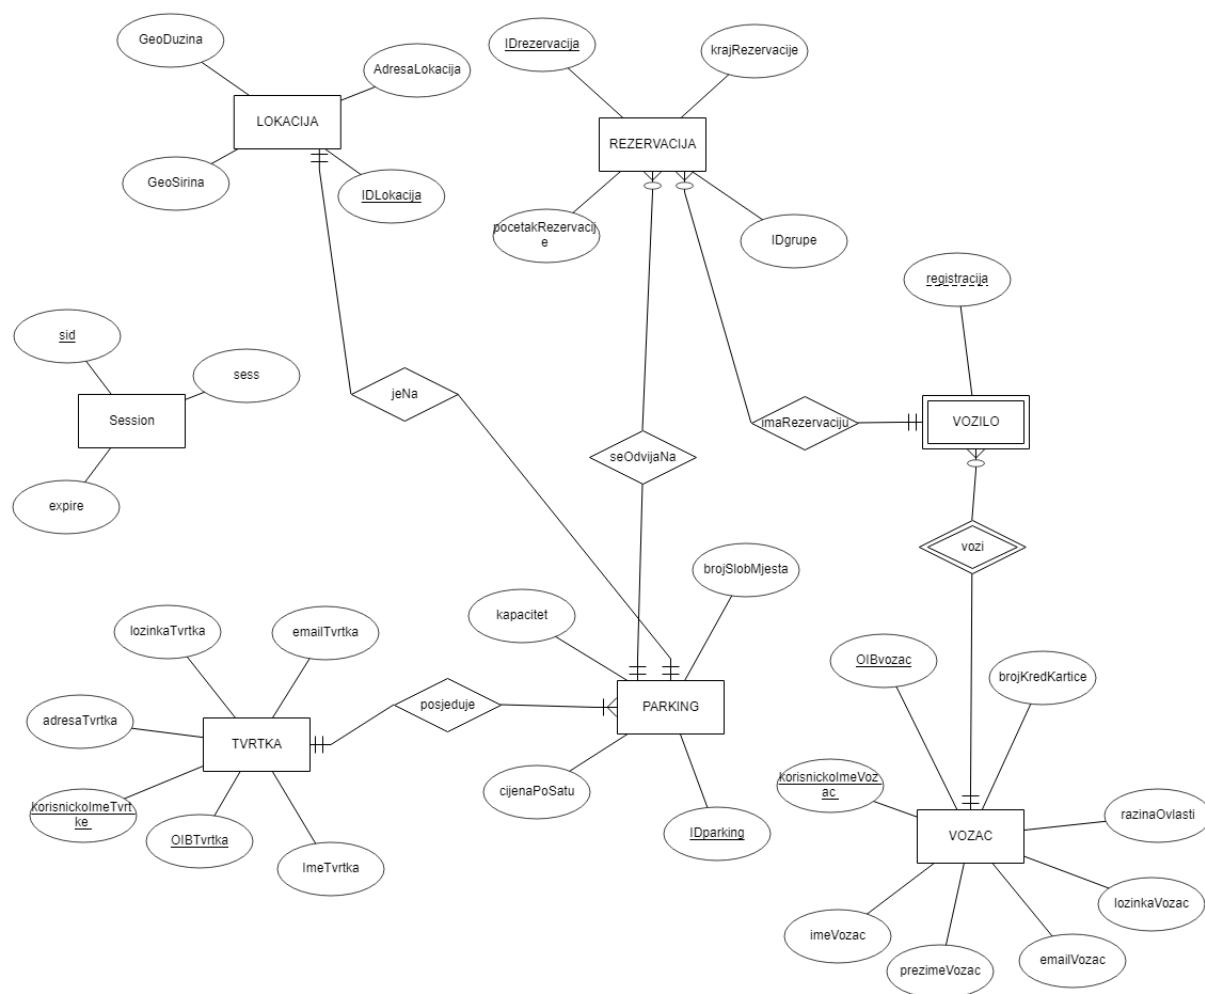 GeoDuzina
AdresaLokacija
LOKACIJA
GeoSirina
IDLokacija
IDrezervacija
krajRezervacije
REZERVACIJA
pocetakRezervacij
e
IDgrupe
registracija
sid
sess
Session
expire
jeNa
imaRezervaciju
VOZILO
seOdvijaNa
vozi
brojSlobMjesta
kapacitet
lozinkaTvrtka
emailTvrtka
adresaTvrtka
TVRTKA
korisnickoImeTvrt
ke
OIBTvrtka
ImeTvrtka
posjeduje
PARKING
cijenaPoSatu
IDparking
OIBvozac
brojKredKartice
korisnickoImeVoz
ac
razinaOvlasti
VOZAC
lozinkaVozac
imeVozac
prezimeVozac
emailVozac